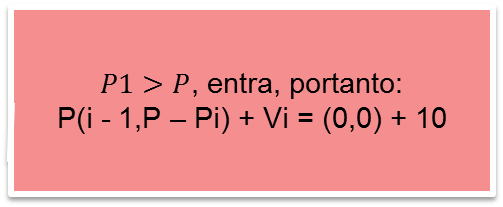 P1 > P, entra, portanto:
P(i - 1,P – Pi) + Vi = (0,0) + 10